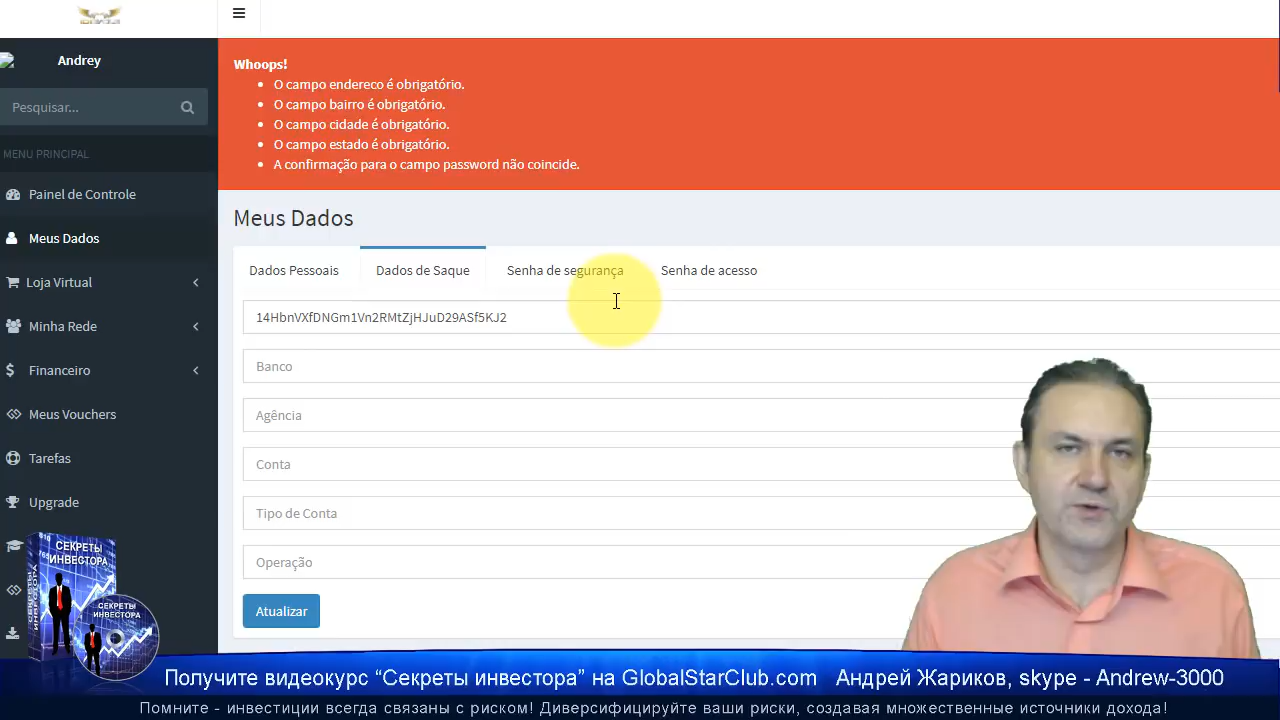 Andrey
Pesquisar...
MENU PRINCIPAL
Painel de Controle
Meus Dados
Loja Virtual
Minha Rede
Financeiro
Meus Vouchers
Tarefas
Upgrade
Whoops!
O campo endereco é obrigatório.
O campo bairro é obrigatório.
O campo cidade é obrigatório.
O campo estado é obrigatório.
A confirmação para o campo password não coincide.
Meus Dados
Dados Pessoais Dados de Saque Senha de segurança Senha de acesso
14HbnVXfDNGm1Vn2RMtZjHJuD29ASf5KJ2
Banco
Agência
Conta
Tipo de Conta
Operação
Atualizar
СЕКРЕТЫ
ИНВЕСТОРА
СЕКРЕТЫ
ИНВЕСТОРА
Получите видеокурс “Секреты инвестора” на GlobalStarClub.com Андрей Жариков, skype - Andrew-3000
Помните - инвестиции всегда связаны с риском! Диверсифицируйте ваши риски, создавая множественные источники дохода!